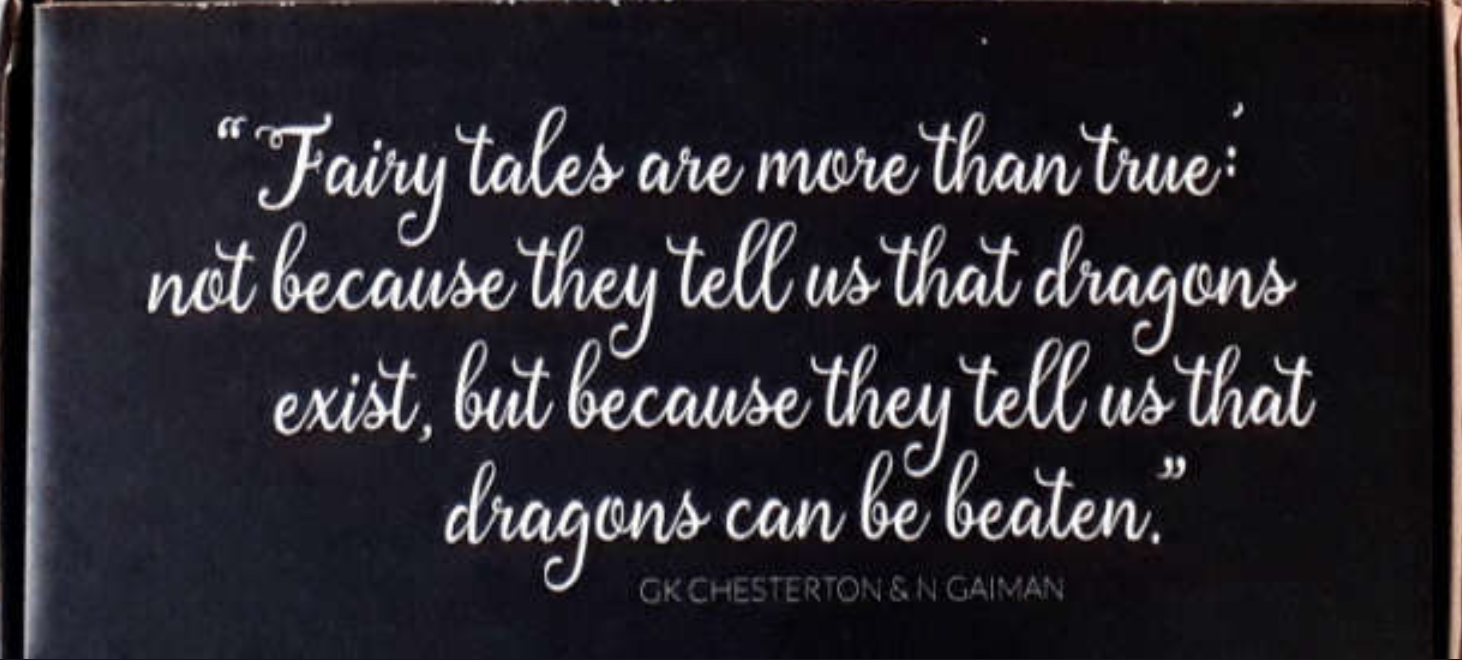 “Fairy tales are more than true:’
not because they tell us that dragons
exist, but because they tell us that
dragons can be beaten.”
GK CHESTERTON & N GAIMAN